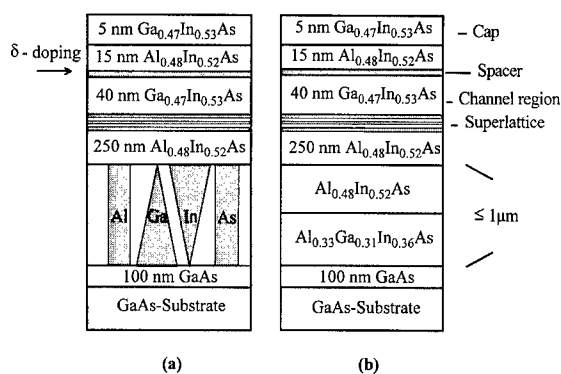 δ - doping
5 nm Ga0.47In0.53As
15 nm Al0.48In0.52As
40 nm Ga0.47In0.53As
250 nm Al0.48In0.52As
Al Ga In As
100 nm GaAs
GaAs-Substrate
(a)
5 nm Ga0.47In0.53As
15 nm Al0.48In0.52As
40 nm Ga0.47In0.53As
250 nm Al0.48In0.52As
Al0.48In0.52As
Al0.33Ga0.31In0.36As
100 nm GaAs
GaAs-Substrate
(b)
Cap
Spacer
Channel region
Superlattice
≤ 1μm